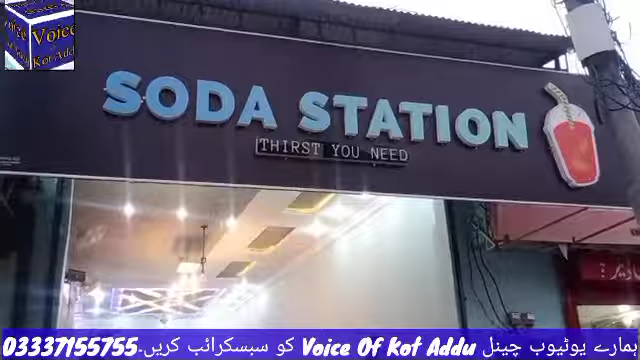 Voice
Kot Addu
SODA STATION
THIRST YOU NEED
ہمارے یوٹیوب چینل Voice Of Kot Addu کو سبسکرائب کریں۔03337155755